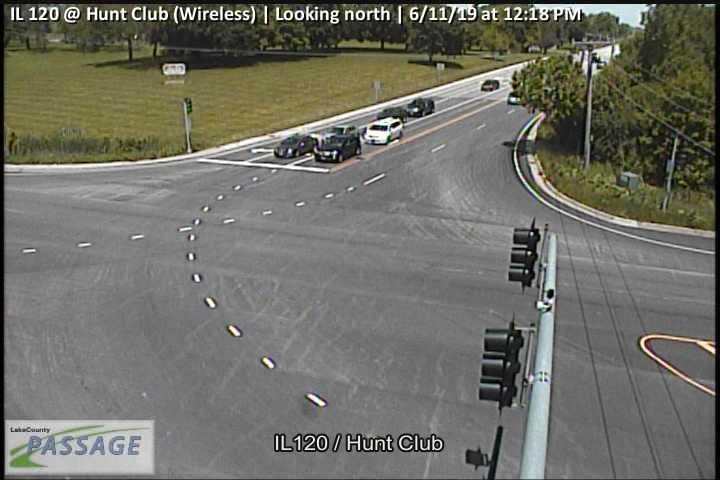 IL 120 @ Hunt Club (Wireless) | Looking north | 6/11/19 at 12:18 PM
IL120 / Hunt Club
LakeCounty
PASSAGE